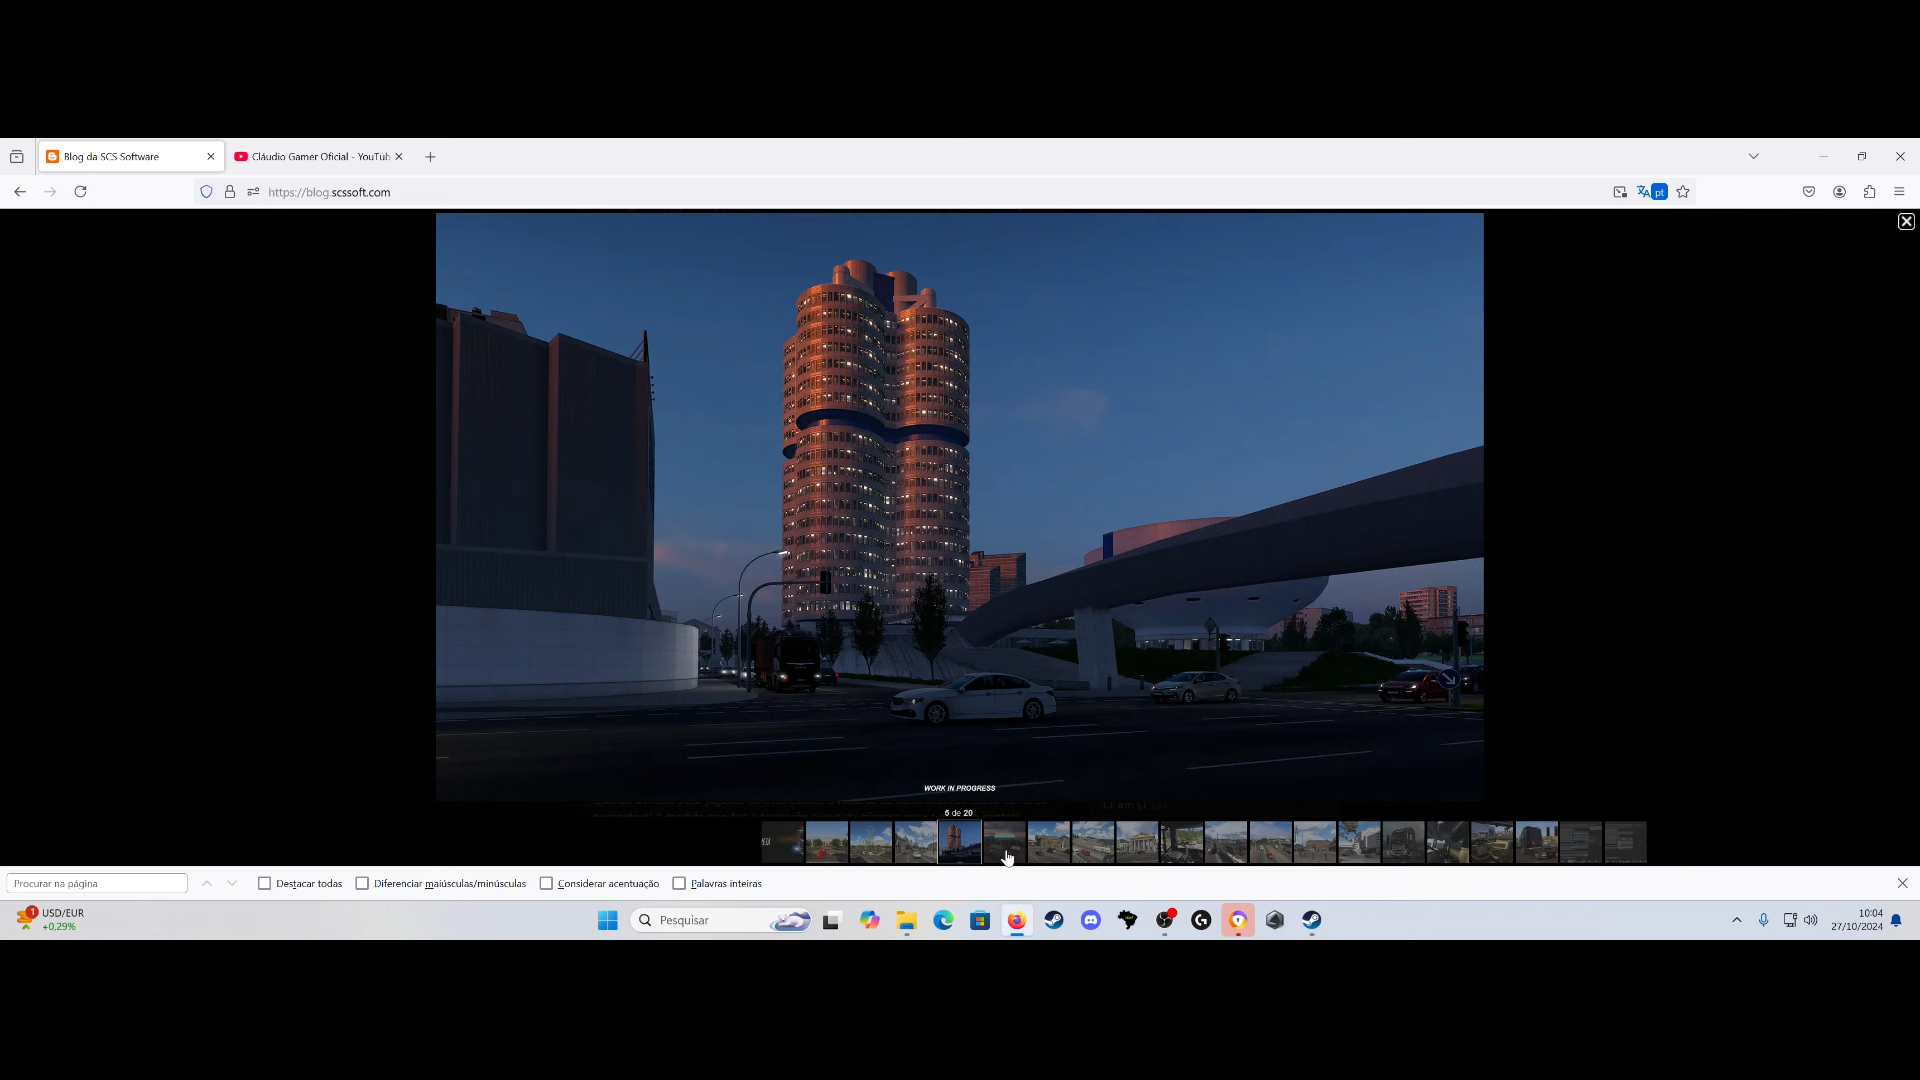 Blog da SCS Software
Cláudio Gamer Oficial - YouTub
https://blog.scssoft.com
pt
WORK IN PROGRESS
5 de 20
Procurar na página
Destacar todas
Diferenciar maiúsculas/minúsculas
Considerar acentuação
Palavras inteiras
1
USD/EUR
+0,29%
Pesquisar
10:04
27/10/2024